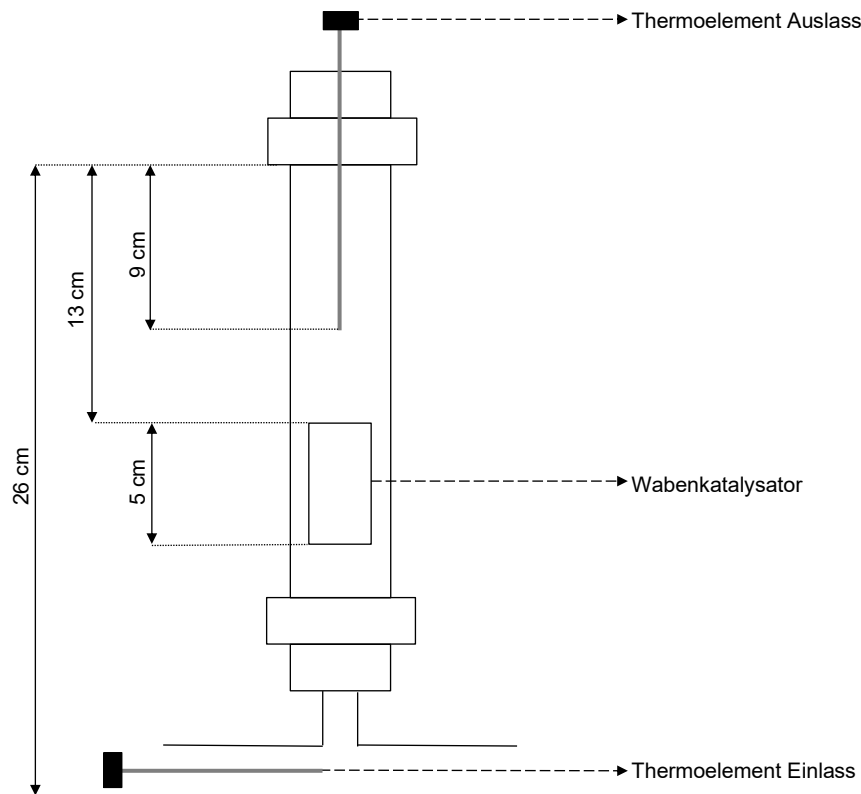 Thermoelement Auslass
9 cm
13 cm
26 cm
5 cm
Wabenkatalysator
Thermoelement Einlass